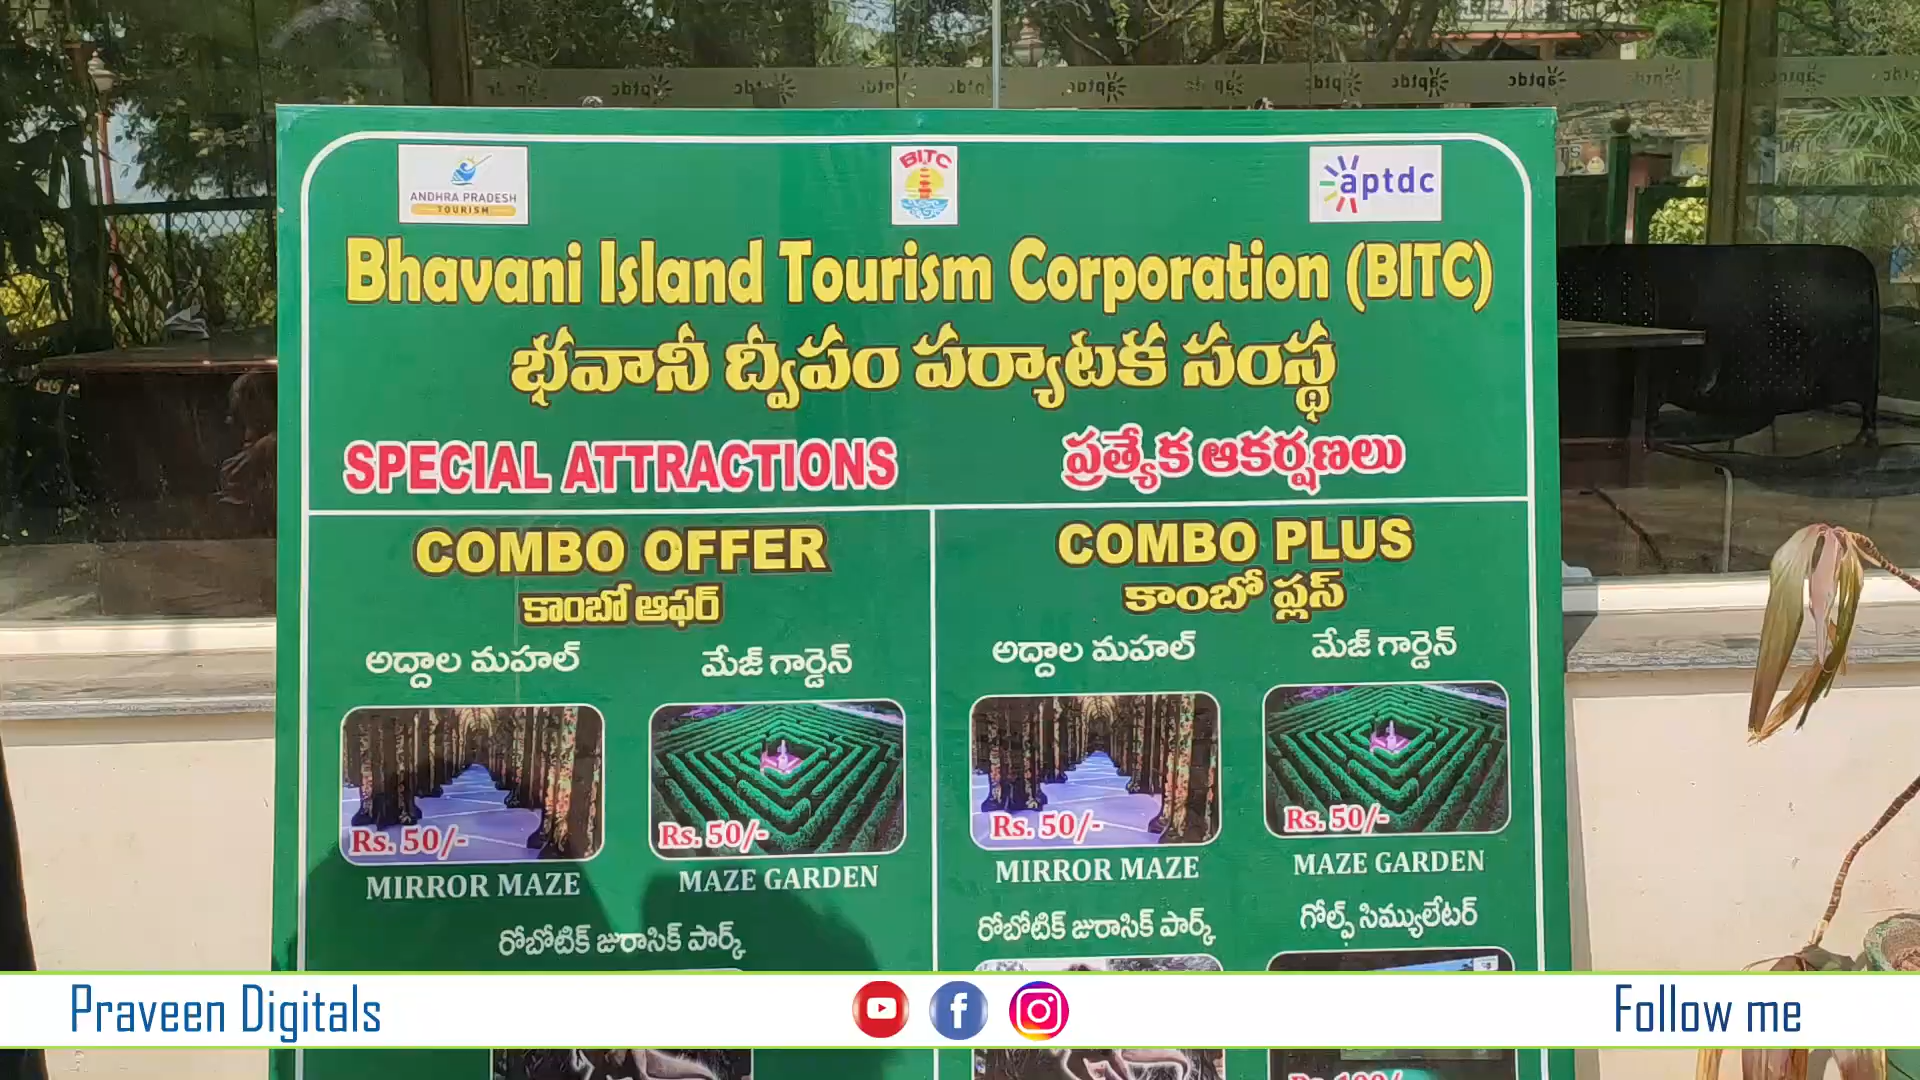 aptdc
ANDHRA PRADESH
TOURISM
BITC
aptdc
Bhavani Island Tourism Corporation (BITC)
భవానీ ద్వీపం పర్యాటక సంస్థ
SPECIAL ATTRACTIONS
ప్రత్యేక ఆకర్షణలు
COMBO OFFER
కాంబో ఆఫర్
అద్దాల మహల్
మేజ్ గార్డెన్
Rs. 50/-
Rs. 50/-
MIRROR MAZE
MAZE GARDEN
రోబోటిక్ జురాసిక్ పార్క్
COMBO PLUS
కాంబో ప్లస్
అద్దాల మహల్
మేజ్ గార్డెన్
Rs. 50/-
Rs. 50/-
MIRROR MAZE
MAZE GARDEN
రోబోటిక్ జురాసిక్ పార్క్
గోల్ఫ్ సిమ్యులేటర్
Praveen Digitals
Follow me